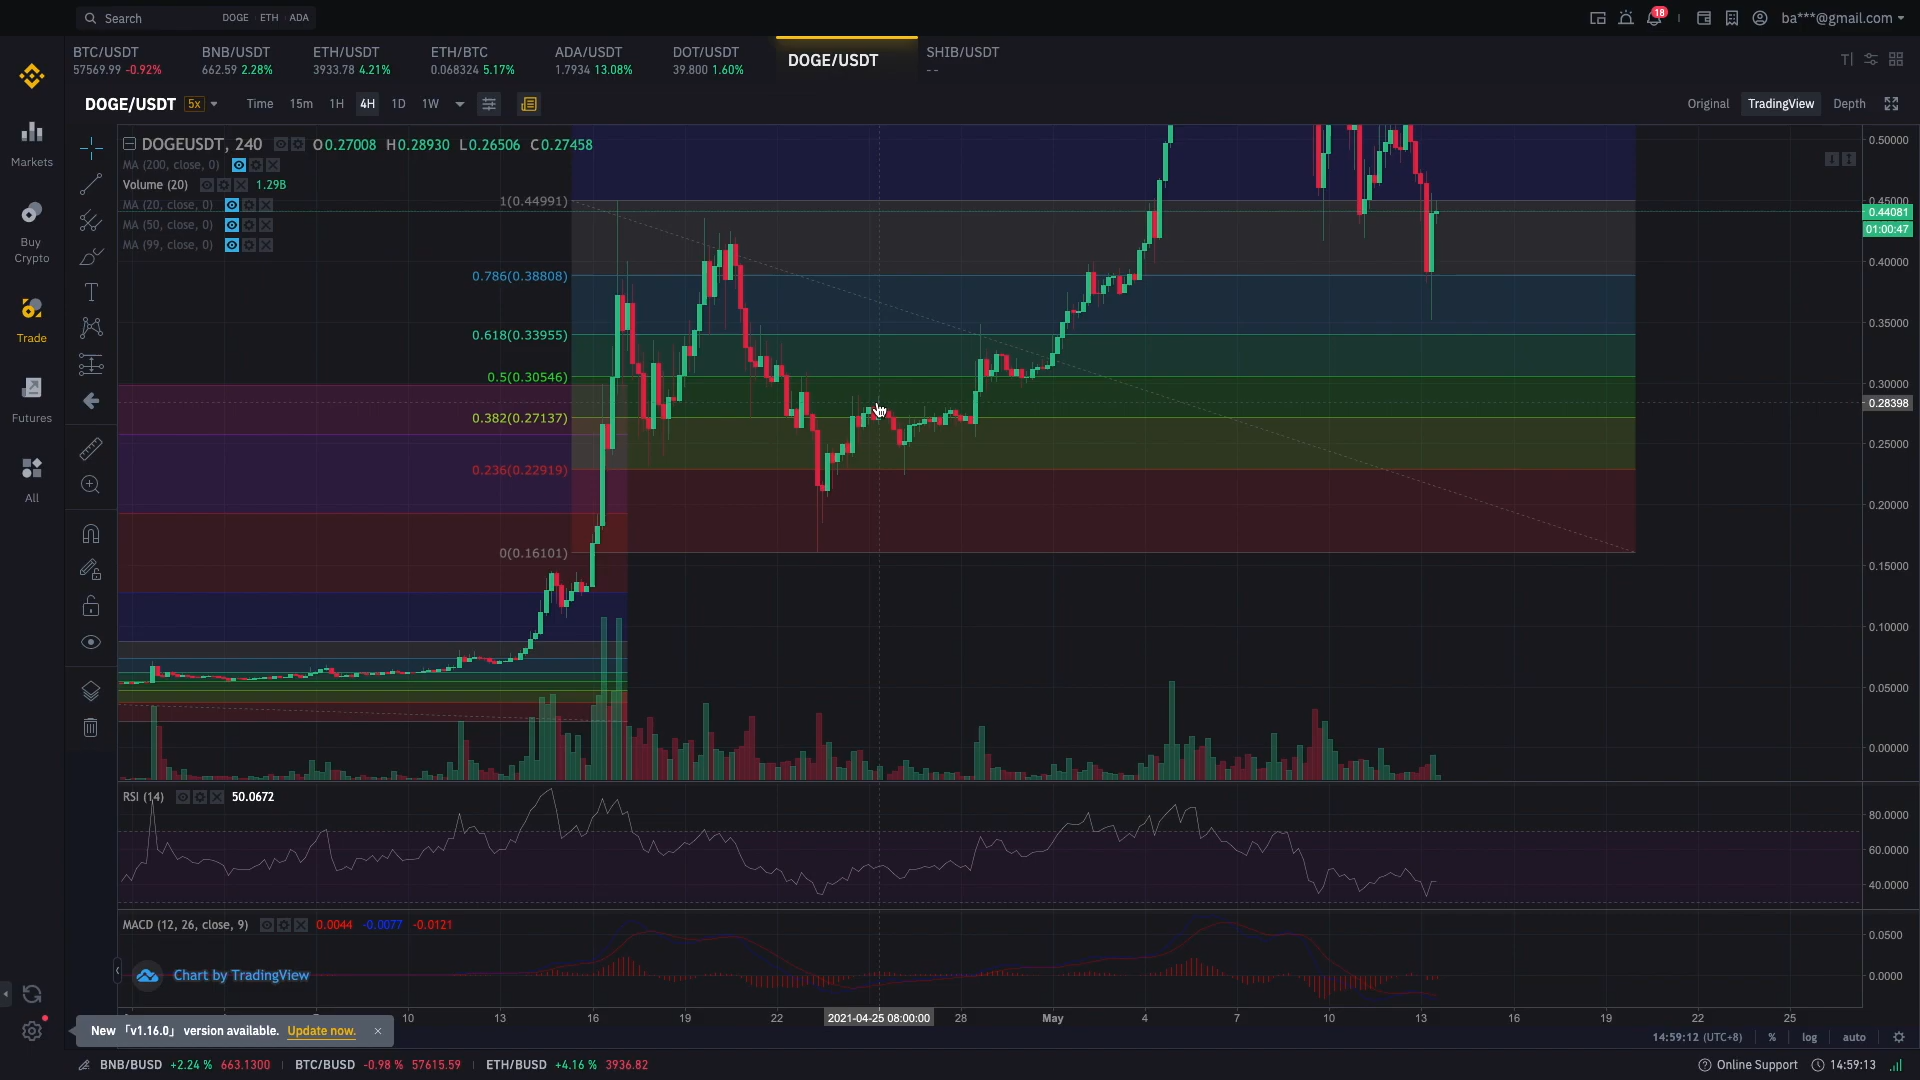 Search DOGE ETH ADA
18 ba***@gmail.com
BTC/USDT BNB/USDT ETH/USDT ETH/BTC ADA/USDT DOT/USDT DOGE/USDT SHIB/USDT
57569.99 -0.92% 662.59 2.28% 3933.78 4.21% 0.068324 5.17% 1.7934 13.08% 39.800 1.60% --
DOGE/USDT 5x Time 15m 1H 4H 1D 1W Original TradingView Depth
DOGEUSDT, 240 O0.27008 H0.28930 L0.26506 C0.27458
MA (200, close, 0)
Volume (20) 1.29B
MA (20, close, 0)
MA (50, close, 0)
MA (99, close, 0)
Markets
Buy
Crypto
Trade
Futures
All
1(0.44991)
0.786(0.38808)
0.618(0.33955)
0.5(0.30546)
0.382(0.27137)
0.236(0.22919)
0(0.16101)
0.50000
0.45000
0.44081
01:00:47
0.40000
0.35000
0.30000
0.28398
0.25000
0.20000
0.15000
0.10000
0.05000
0.00000
RSI (14) 50.0672
80.0000
60.0000
40.0000
MACD (12, 26, close, 9) 0.0044 -0.0077 -0.0121
0.0500
0.0000
Chart by TradingView
10 13 16 19 22 2021-04-25 08:00:00 28 May 4 7 10 13 16 19 22 25
New「v1.16.0」 version available. Update now.
14:59:12 (UTC+8) % log auto
BNB/BUSD +2.24 % 663.1300 BTC/BUSD -0.98 % 57615.59 ETH/BUSD +4.16 % 3936.82
Online Support 14:59:13